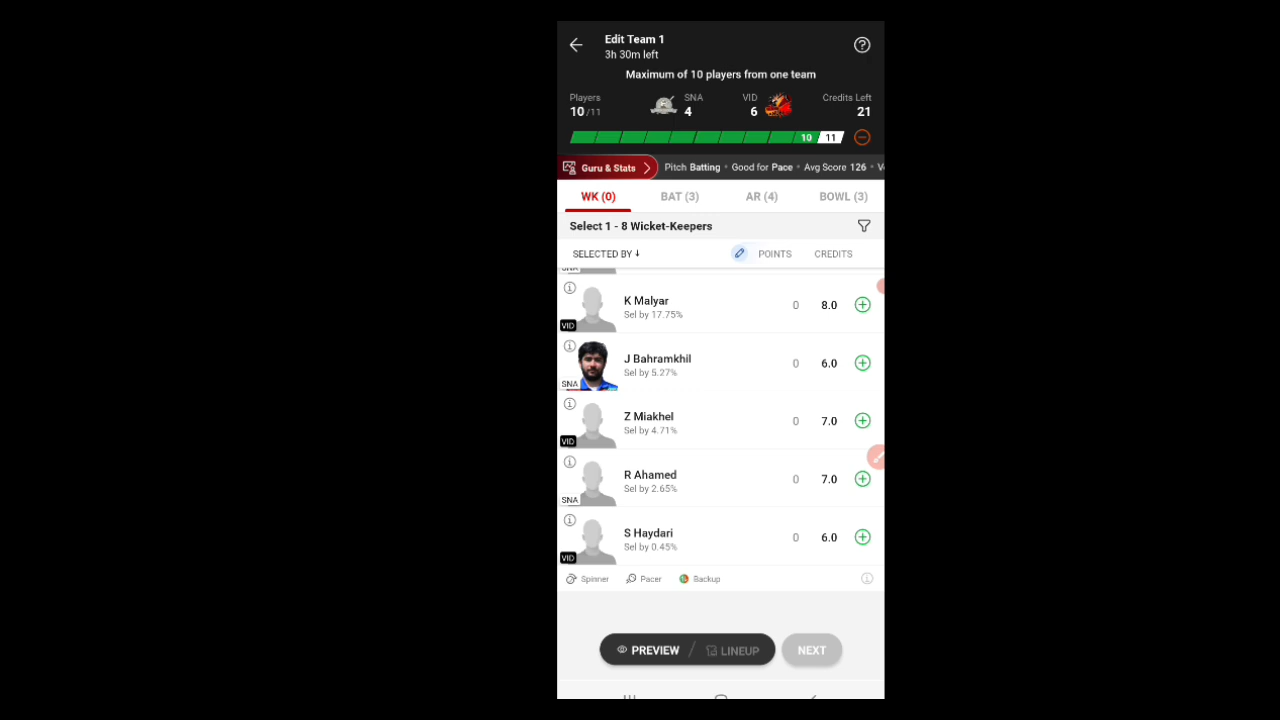 Edit Team 1
3h 30m left
Maximum of 10 players from one team
Players SNA VID Credits Left
10/11 4 6 21
10 11
Guru & Stats Pitch Batting • Good for Pace • Avg Score 126 •
WK (0) BAT (3) AR (4) BOWL (3)
Select 1 - 8 Wicket-Keepers
SELECTED BY ↓ POINTS CREDITS
SNA
K Malyar 0 8.0
Sel by 17.75%
VID
J Bahramkhil 0 6.0
Sel by 5.27%
SNA
Z Miakhel 0 7.0
Sel by 4.71%
VID
R Ahamed 0 7.0
Sel by 2.65%
SNA
S Haydari 0 6.0
Sel by 0.45%
VID
Spinner Pacer Backup
PREVIEW / LINEUP NEXT